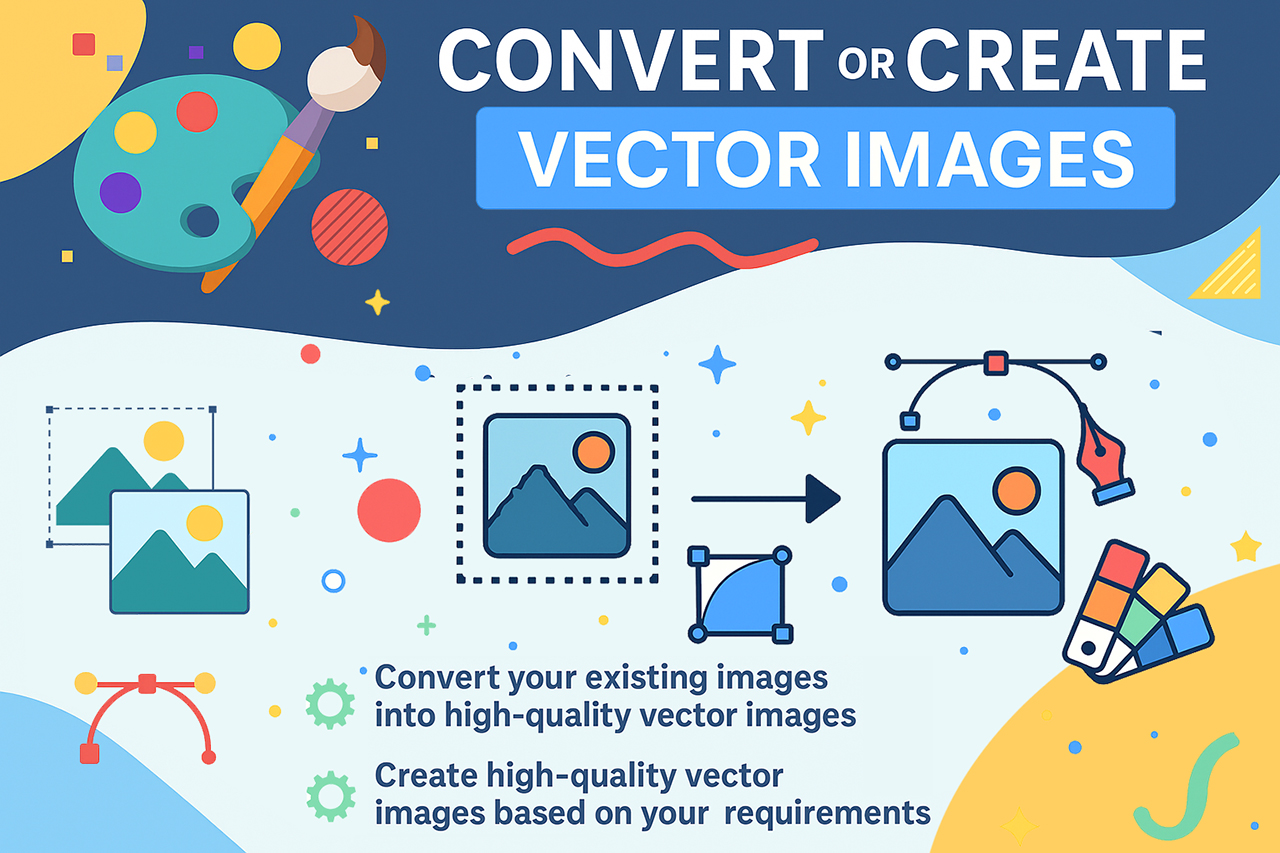 CONVERT OR CREATE
VECTOR IMAGES
Convert your existing images
into high-quality vector images
Create high-quality vector
images based on your requirements